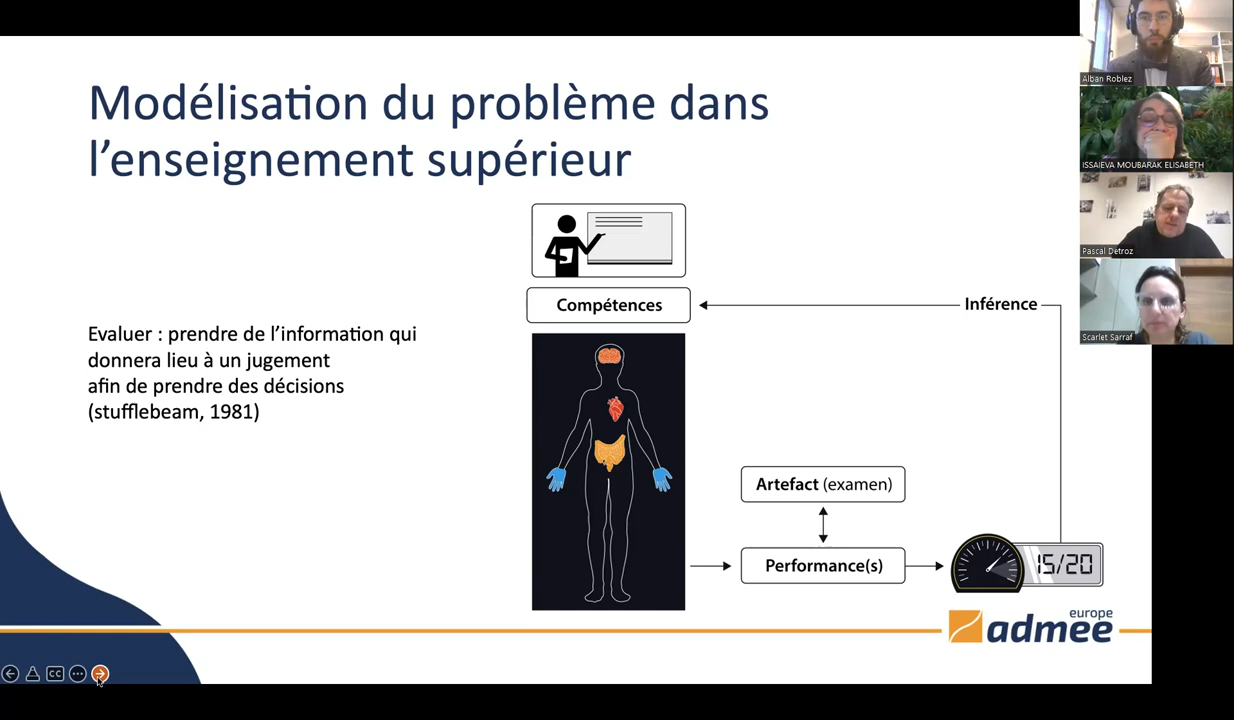 Modélisation du problème dans
l’enseignement supérieur
Alban Roblez
ISSAIEVA MOUBARAK ELISABETH
Pascal Detroz
Scarlet Sarraf
Compétences
Inférence
Evaluer : prendre de l’information qui
donnera lieu à un jugement
afin de prendre des décisions
(stufflebeam, 1981)
Artefact (examen)
Performance(s)
15/20
europe
admee
CC